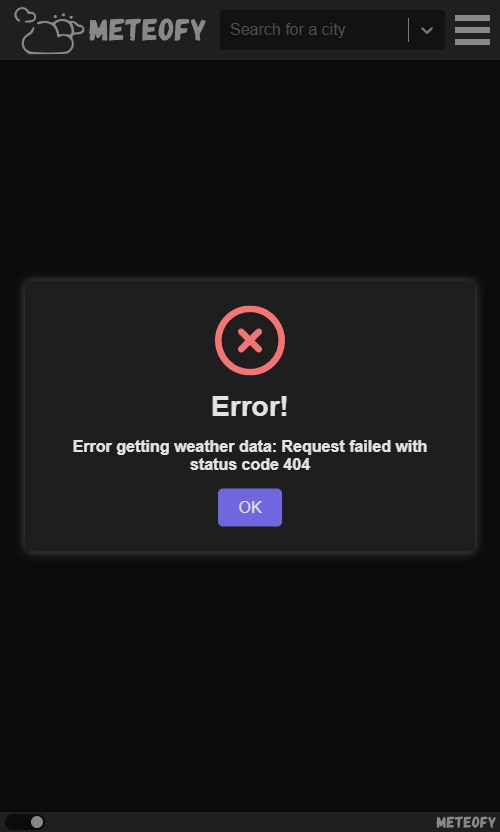 METEOFY
Search for a city
Error!
Error getting weather data: Request failed with
status code 404
OK
METEOFY